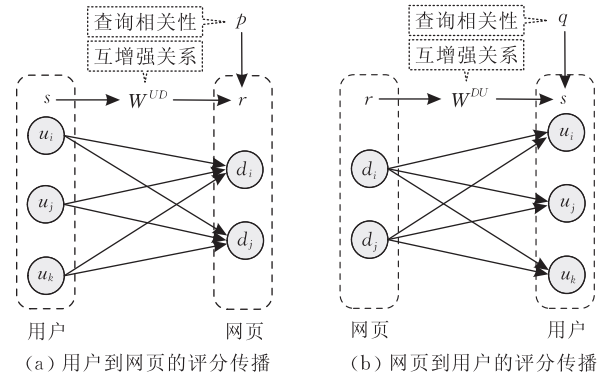 查询相关性 p
互增强关系
s W^{UD} r
u_i
u_j
u_k
d_i
d_j
用户 网页
(a) 用户到网页的评分传播
查询相关性 q
互增强关系
r W^{DU} s
d_i
d_j
u_i
u_j
u_k
网页 用户
(b) 网页到用户的评分传播